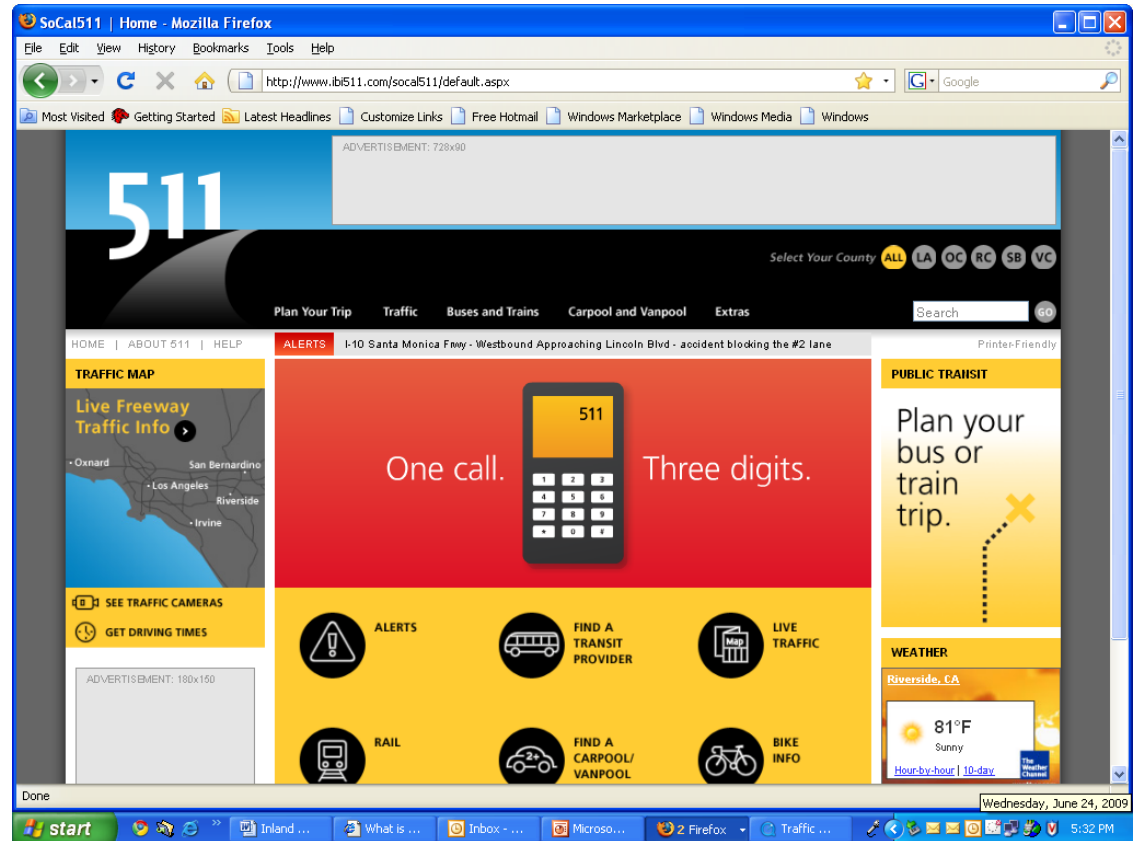 SoCal511 | Home - Mozilla Firefox
File Edit View History Bookmarks Tools Help
http://www.ibi511.com/socal511/default.aspx
G Google
Most Visited Getting Started Latest Headlines Customize Links Free Hotmail Windows Marketplace Windows Media Windows
ADVERTISEMENT: 728x90
511
Select Your County ALL LA OC RC SB VC
Plan Your Trip Traffic Buses and Trains Carpool and Vanpool Extras
Search GO
HOME | ABOUT 511 | HELP
ALERTS I-10 Santa Monica Frwy - Westbound Approaching Lincoln Blvd - accident blocking the #2 lane
Printer-Friendly
TRAFFIC MAP
Live Freeway
Traffic Info
Oxnard
San Bernardino
Los Angeles
Riverside
Irvine
SEE TRAFFIC CAMERAS
GET DRIVING TIMES
ADVERTISEMENT: 180x150
One call.
511
1 2 3
4 5 6
7 8 9
* 0 #
Three digits.
ALERTS
FIND A
TRANSIT
PROVIDER
Map
LIVE
TRAFFIC
RAIL
2+
FIND A
CARPOOL/
VANPOOL
BIKE
INFO
PUBLIC TRANSIT
Plan your
bus or
train
trip.
WEATHER
Riverside, CA
81°F
Sunny
Hour-by-hour | 10-day
The
Weather
Channel
Done
Wednesday, June 24, 2009
start
Inland ...
What is ...
Inbox - ...
Microso...
2 Firefox
Traffic ...
5:32 PM